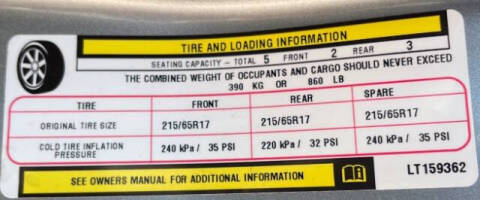 TIRE AND LOADING INFORMATION
SEATING CAPACITY - TOTAL 5 FRONT 2 REAR 3
THE COMBINED WEIGHT OF OCCUPANTS AND CARGO SHOULD NEVER EXCEED
390 KG OR 860 LB
TIRE FRONT REAR SPARE
ORIGINAL TIRE SIZE 215/65R17 215/65R17 215/65R17
COLD TIRE INFLATION PRESSURE 240 kPa / 35 PSI 220 kPa / 32 PSI 240 kPa / 35 PSI
SEE OWNERS MANUAL FOR ADDITIONAL INFORMATION
LT159362